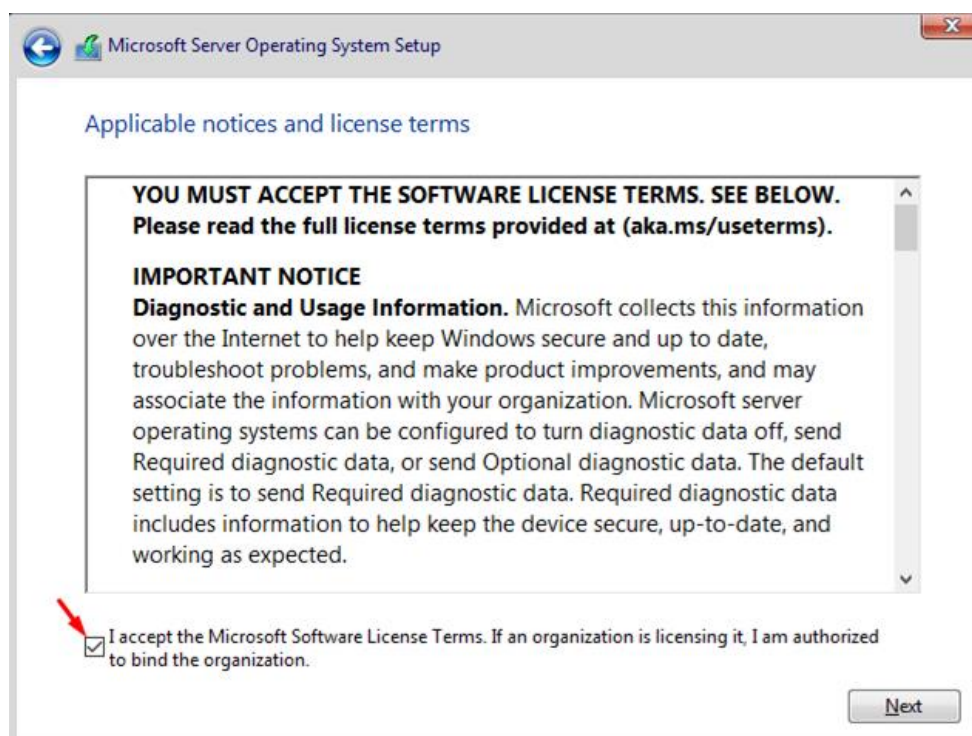 Microsoft Server Operating System Setup
Applicable notices and license terms
YOU MUST ACCEPT THE SOFTWARE LICENSE TERMS. SEE BELOW.
Please read the full license terms provided at (aka.ms/useterms).
IMPORTANT NOTICE
Diagnostic and Usage Information. Microsoft collects this information
over the Internet to help keep Windows secure and up to date,
troubleshoot problems, and make product improvements, and may
associate the information with your organization. Microsoft server
operating systems can be configured to turn diagnostic data off, send
Required diagnostic data, or send Optional diagnostic data. The default
setting is to send Required diagnostic data. Required diagnostic data
includes information to help keep the device secure, up-to-date, and
working as expected.
I accept the Microsoft Software License Terms. If an organization is licensing it, I am authorized
to bind the organization.
Next